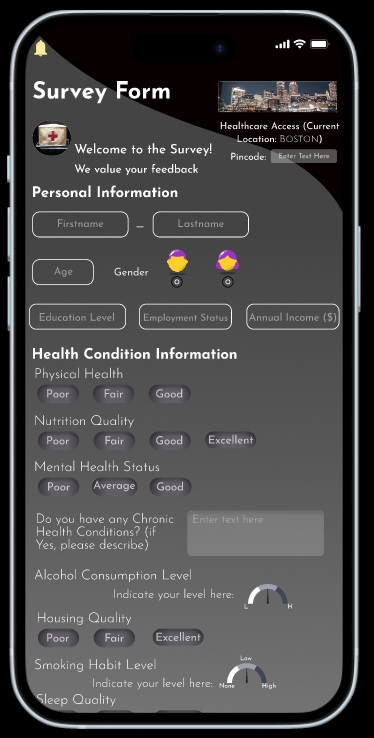 Survey Form
Healthcare Access (Current
Location: BOSTON)
Welcome to the Survey!
Pincode: Enter Text Here
We value your feedback
Personal Information
Firstname – Lastname
Age Gender
Education Level Employment Status Annual Income ($)
Health Condition Information
Physical Health
Poor Fair Good
Nutrition Quality
Poor Fair Good Excellent
Mental Health Status
Poor Average Good
Do you have any Chronic
Health Conditions? (if
Yes, please describe)
Enter text here
Alcohol Consumption Level
Indicate your level here:
L H
Housing Quality
Poor Fair Excellent
Smoking Habit Level
Low
Indicate your level here: None High
Sleep Quality